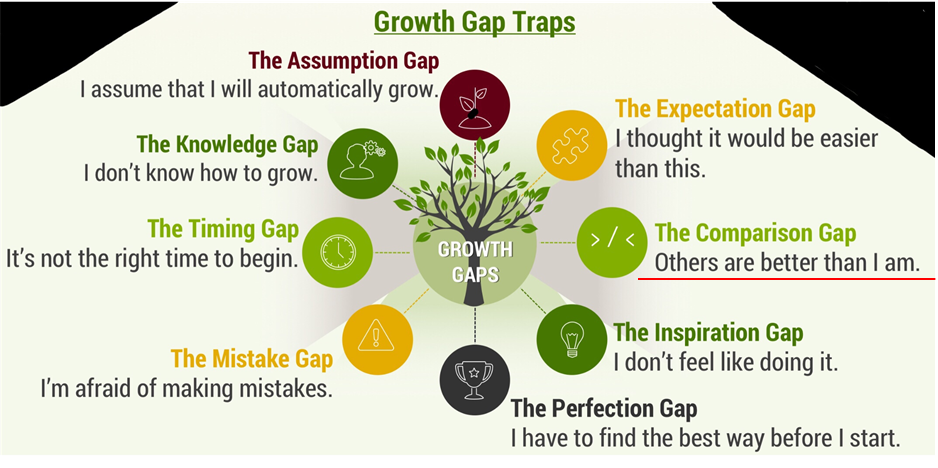 Growth Gap Traps
The Assumption Gap
I assume that I will automatically grow.
The Expectation Gap
I thought it would be easier
than this.
The Knowledge Gap
I don't know how to grow.
The Timing Gap
It's not the right time to begin.
GROWTH
GAPS
> / <
The Comparison Gap
Others are better than I am.
The Mistake Gap
I'm afraid of making mistakes.
The Inspiration Gap
I don't feel like doing it.
The Perfection Gap
I have to find the best way before I start.